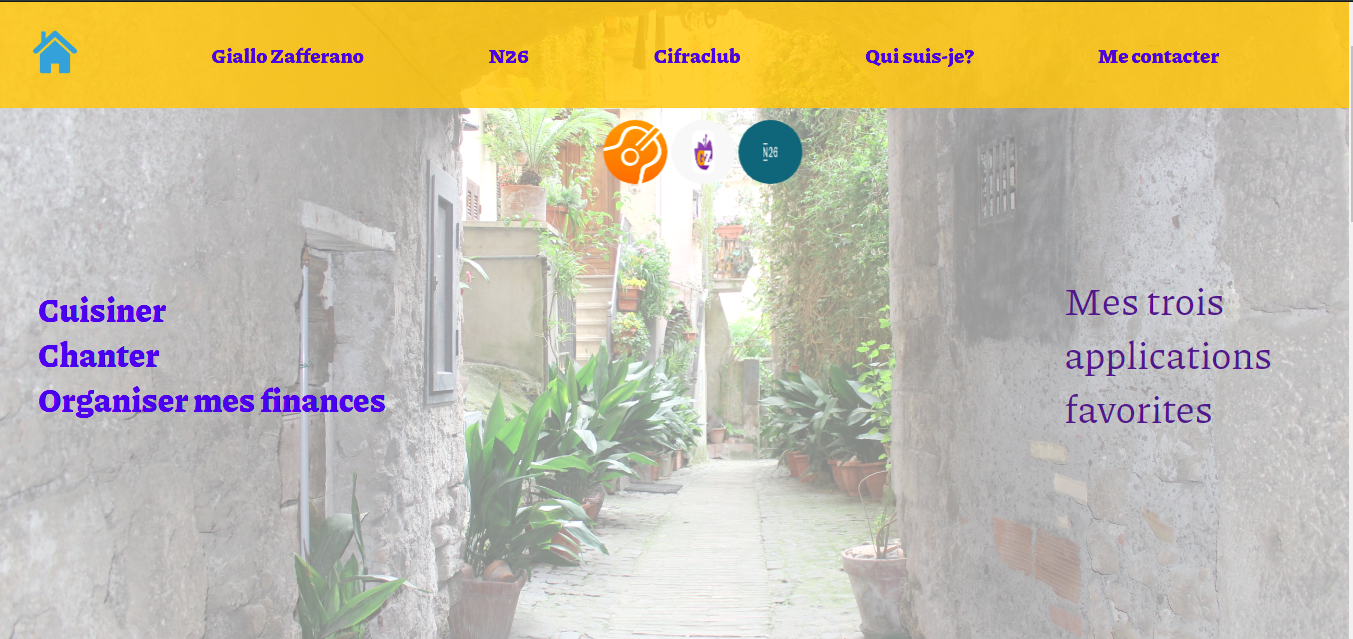 Giallo Zafferano
N26
Cifraclub
Qui suis-je?
Me contacter
GZ
N26
Cuisiner
Chanter
Organiser mes finances
Mes trois
applications
favorites